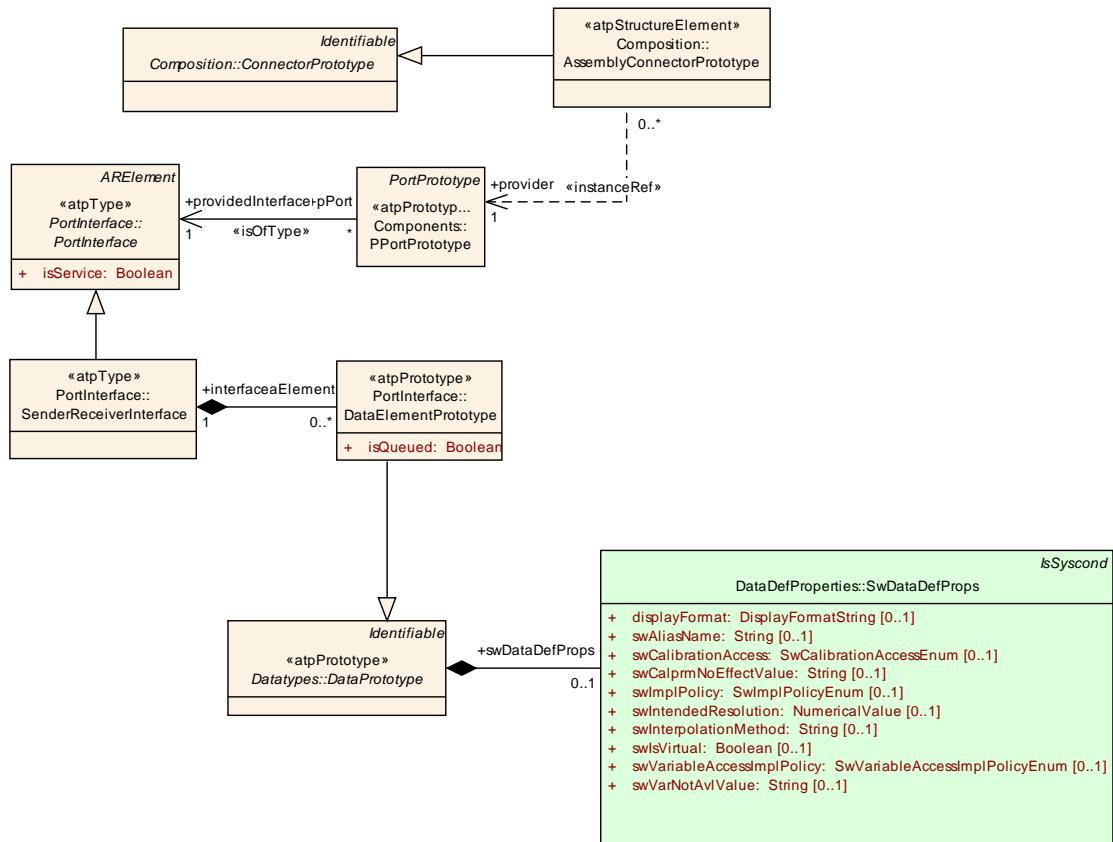 Identifiable
Composition::ConnectorPrototype
«atpStructureElement»
Composition::
AssemblyConnectorPrototype
0..*
ARElement
«atpType»
PortInterface::
PortInterface
+ isService: Boolean
+providedInterface
+pPort
1
«isOfType»
*
PortPrototype
«atpPrototyp...
Components::
PPortPrototype
+provider
«instanceRef»
1
«atpType»
PortInterface::
SenderReceiverInterface
+interfaceaElement
1
0..*
«atpPrototype»
PortInterface::
DataElementPrototype
+ isQueued: Boolean
Identifiable
«atpPrototype»
Datatypes::DataPrototype
+swDataDefProps
0..1
IsSyscond
DataDefProperties::SwDataDefProps
+ displayFormat: DisplayFormatString [0..1]
+ swAliasName: String [0..1]
+ swCalibrationAccess: SwCalibrationAccessEnum [0..1]
+ swCalprmNoEffectValue: String [0..1]
+ swImplPolicy: SwImplPolicyEnum [0..1]
+ swIntendedResolution: NumericalValue [0..1]
+ swInterpolationMethod: String [0..1]
+ swIsVirtual: Boolean [0..1]
+ swVariableAccessImplPolicy: SwVariableAccessImplPolicyEnum [0..1]
+ swVarNotAvlValue: String [0..1]